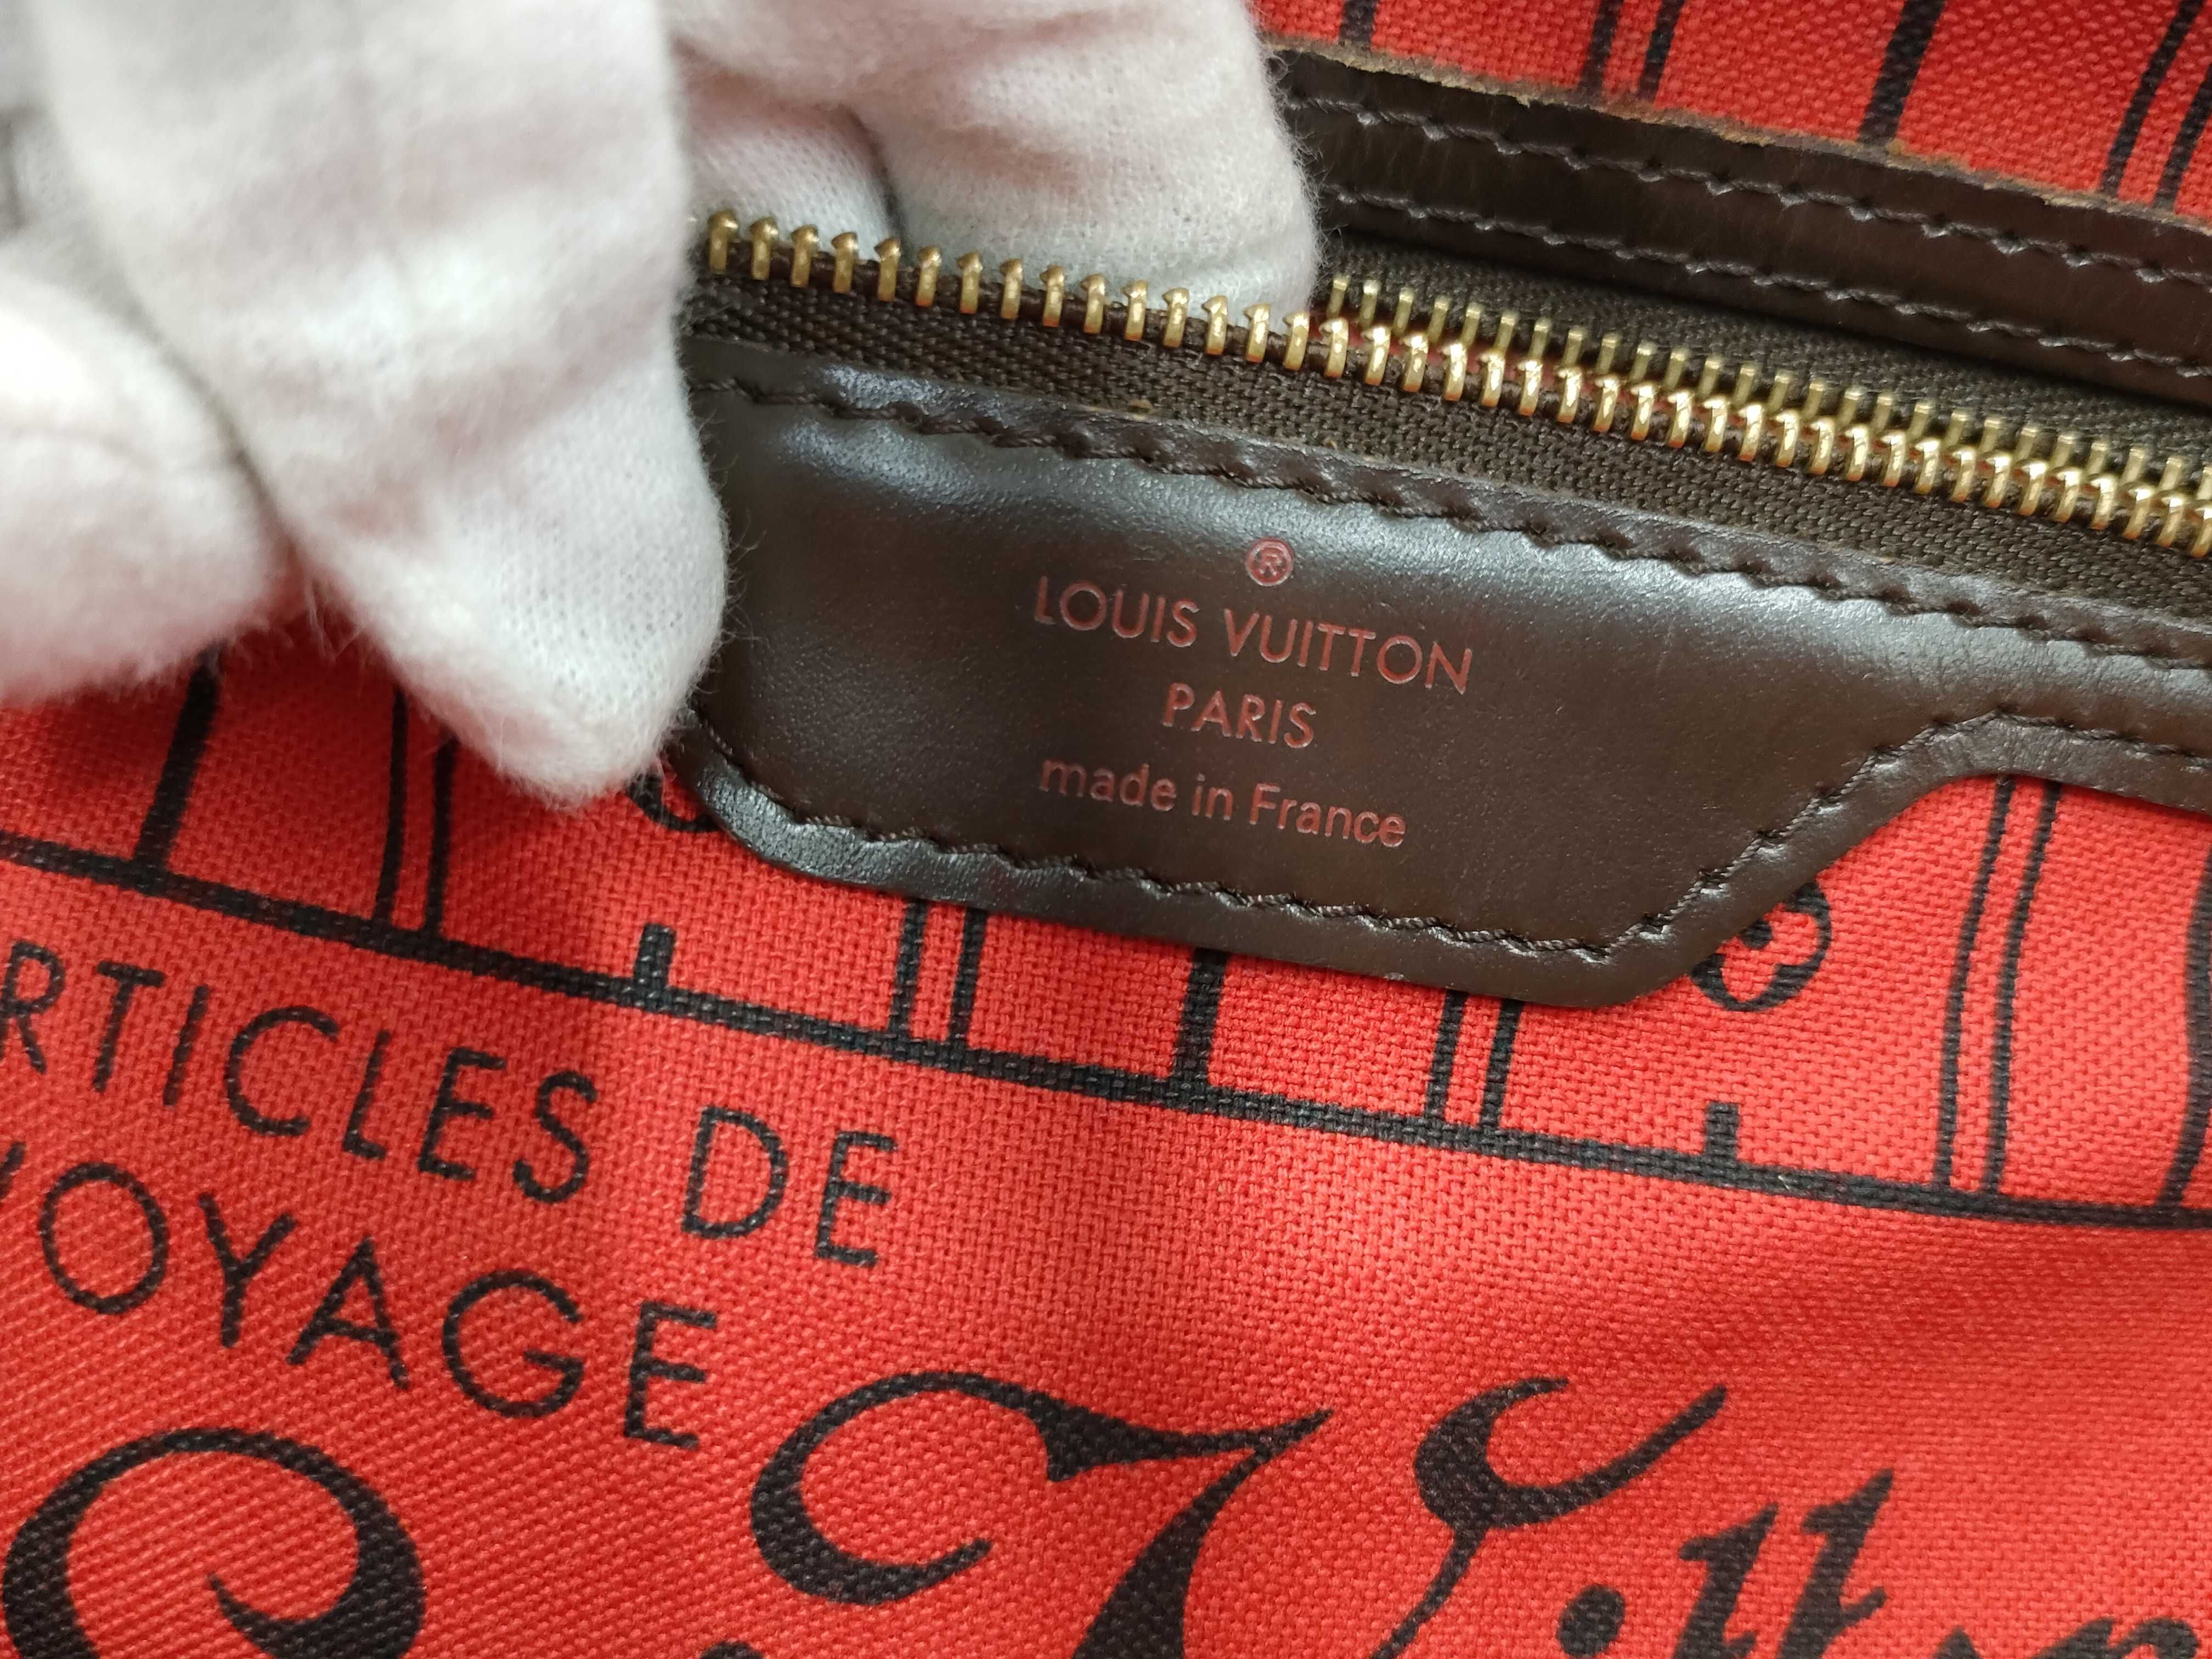 ®
LOUIS VUITTON
PARIS
made in France
RTICLES DE
OYAGE